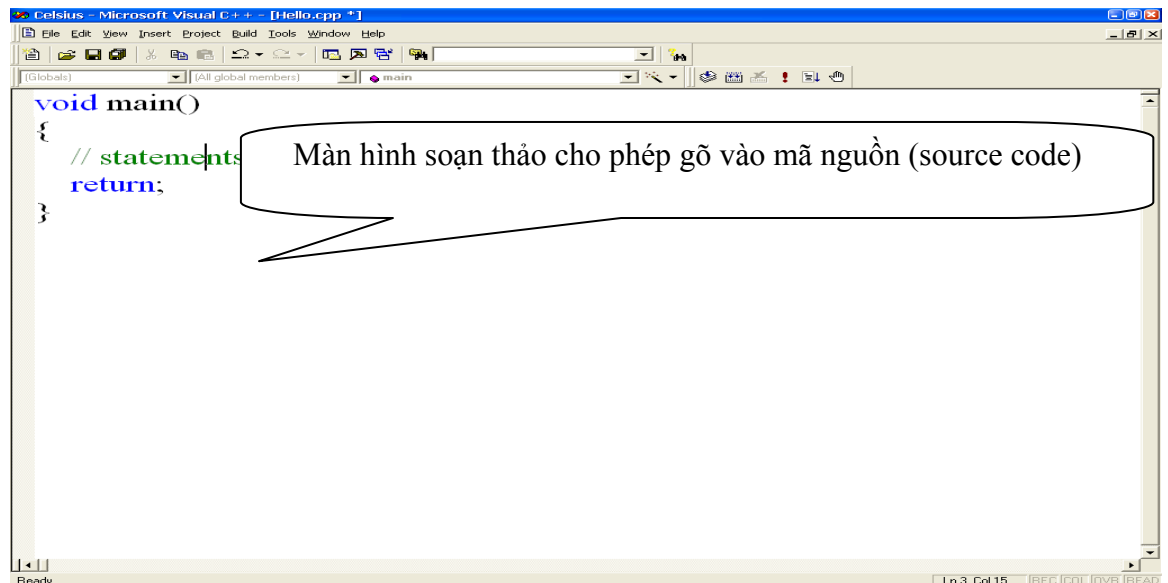 Celsius - Microsoft Visual C++ - [Hello.cpp *]
File Edit View Insert Project Build Tools Window Help
(Globals) (All global members) main
void main()
{
// statements
Màn hình soạn thảo cho phép gõ vào mã nguồn (source code)
return;
}
Ready Ln 3, Col 15 REC COL OVR READ